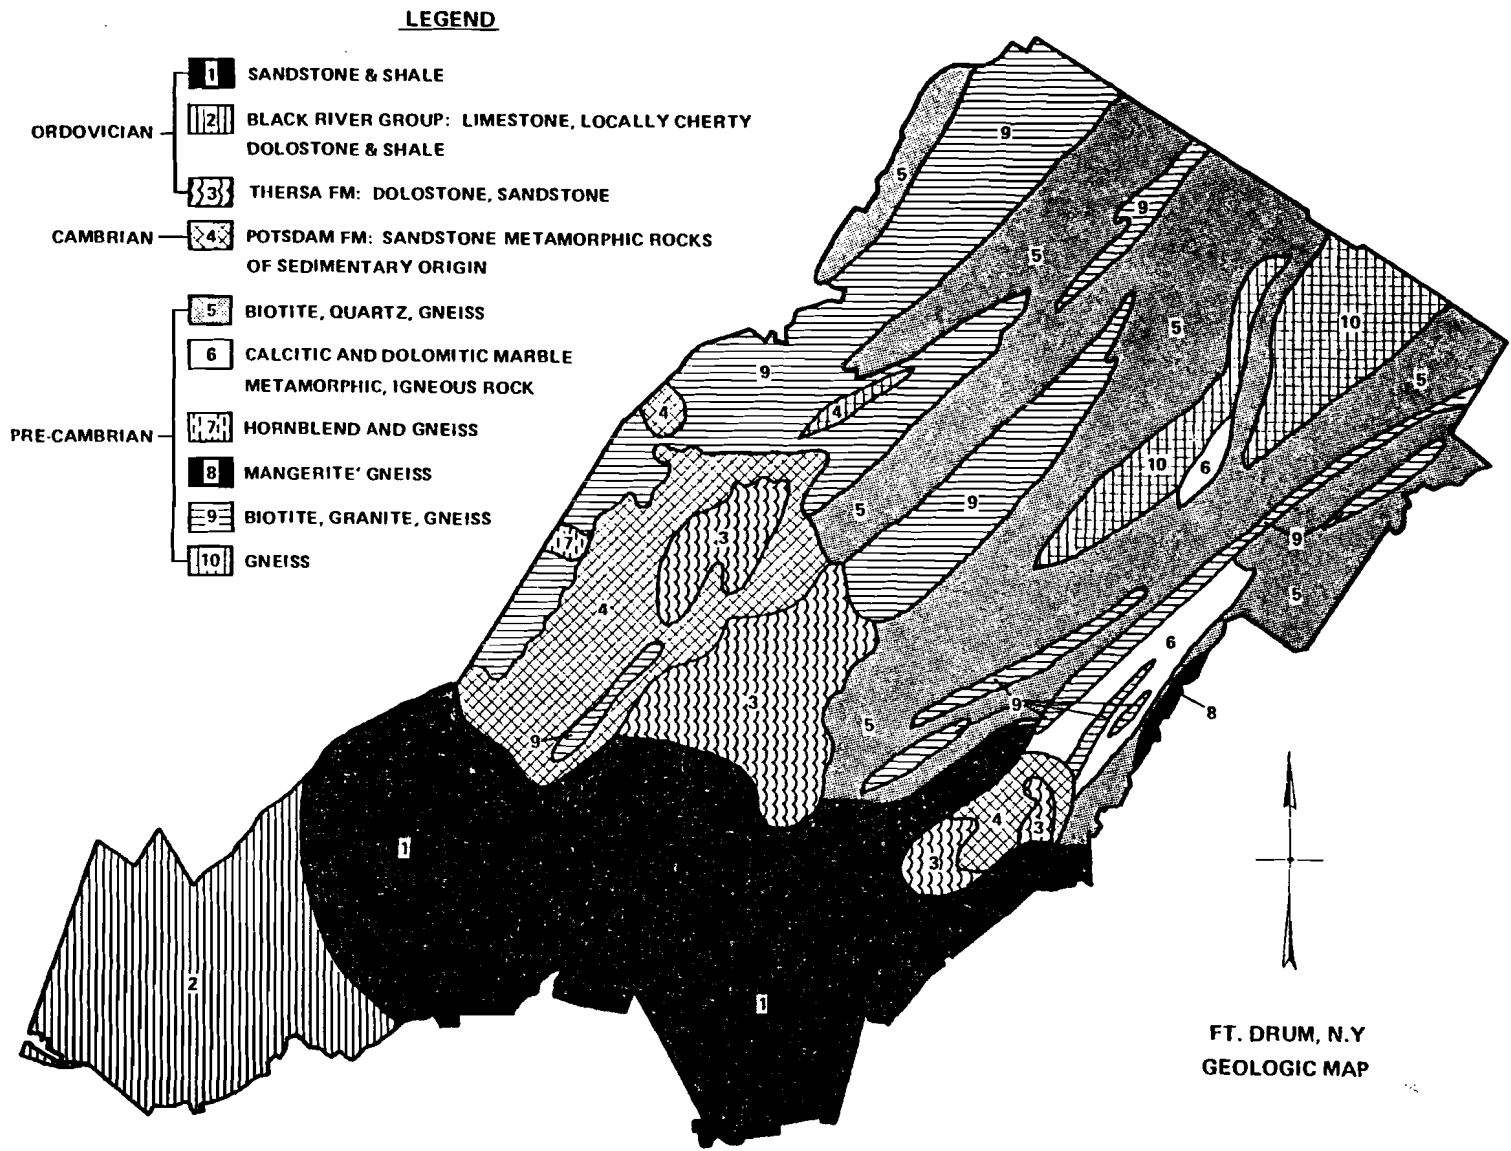 LEGEND
1 SANDSTONE & SHALE
2 BLACK RIVER GROUP: LIMESTONE, LOCALLY CHERTY
DOLOSTONE & SHALE
ORDOVICIAN
3 THERSA FM: DOLOSTONE, SANDSTONE
CAMBRIAN
4 POTSDAM FM: SANDSTONE METAMORPHIC ROCKS
OF SEDIMENTARY ORIGIN
5 BIOTITE, QUARTZ, GNEISS
6 CALCITIC AND DOLOMITIC MARBLE
METAMORPHIC, IGNEOUS ROCK
PRE-CAMBRIAN
7 HORNBLEND AND GNEISS
8 MANGERITE' GNEISS
9 BIOTITE, GRANITE, GNEISS
10 GNEISS
9
5
9
5
10
5
9
5
4
4
10
6
9
5
9
3
7
5
4
6
3
9
8
5
9
4
3
1
3
2
1
FT. DRUM, N.Y
GEOLOGIC MAP